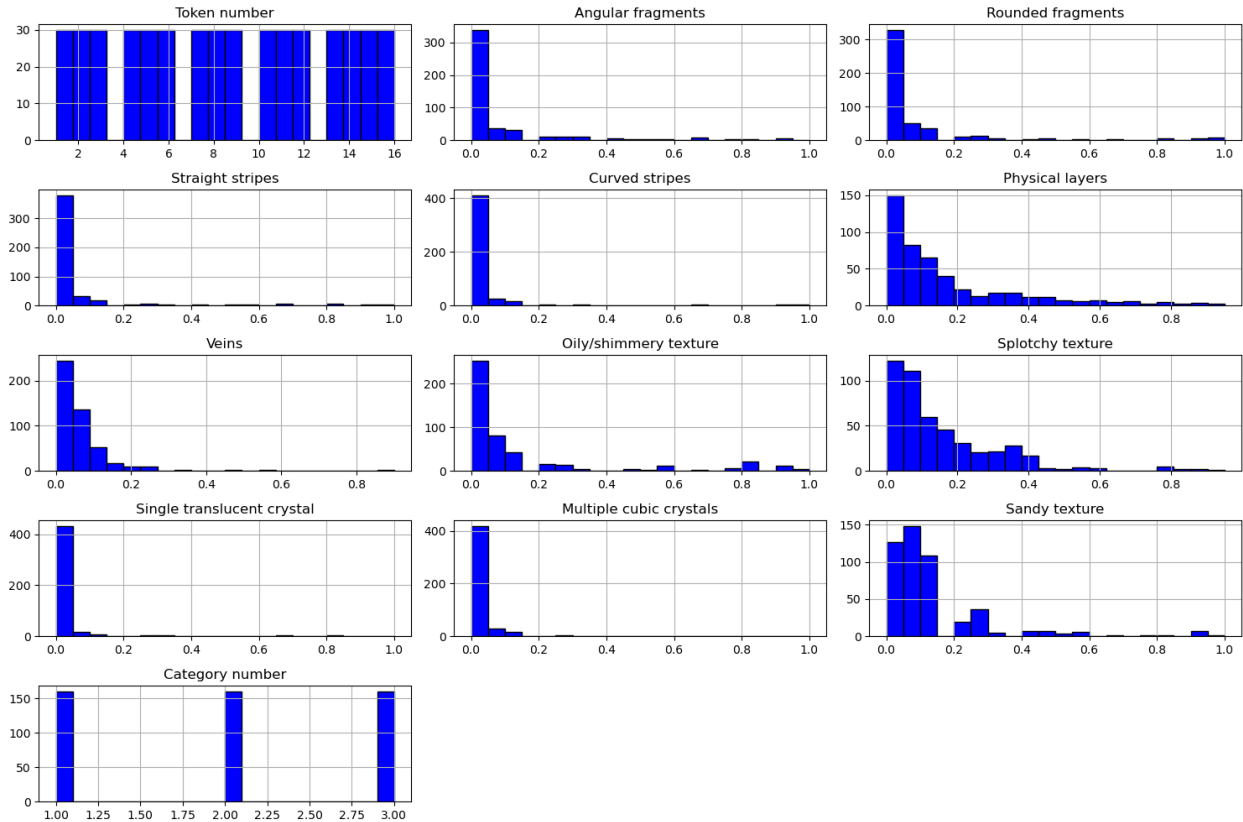 Token number
30
20
10
0
2 4 6 8 10 12 14 16
Angular fragments
300
200
100
0
0.0 0.2 0.4 0.6 0.8 1.0
Rounded fragments
300
200
100
0
0.0 0.2 0.4 0.6 0.8 1.0
Straight stripes
300
200
100
0
0.0 0.2 0.4 0.6 0.8 1.0
Curved stripes
400
200
0
0.0 0.2 0.4 0.6 0.8 1.0
Physical layers
150
100
50
0
0.0 0.2 0.4 0.6 0.8
Veins
200
100
0
0.0 0.2 0.4 0.6 0.8
Oily/shimmery texture
200
100
0
0.0 0.2 0.4 0.6 0.8 1.0
Splotchy texture
100
50
0
0.0 0.2 0.4 0.6 0.8
Single translucent crystal
400
200
0
0.0 0.2 0.4 0.6 0.8 1.0
Multiple cubic crystals
400
200
0
0.0 0.2 0.4 0.6 0.8 1.0
Sandy texture
150
100
50
0
0.0 0.2 0.4 0.6 0.8 1.0
Category number
150
100
50
0
1.00 1.25 1.50 1.75 2.00 2.25 2.50 2.75 3.00